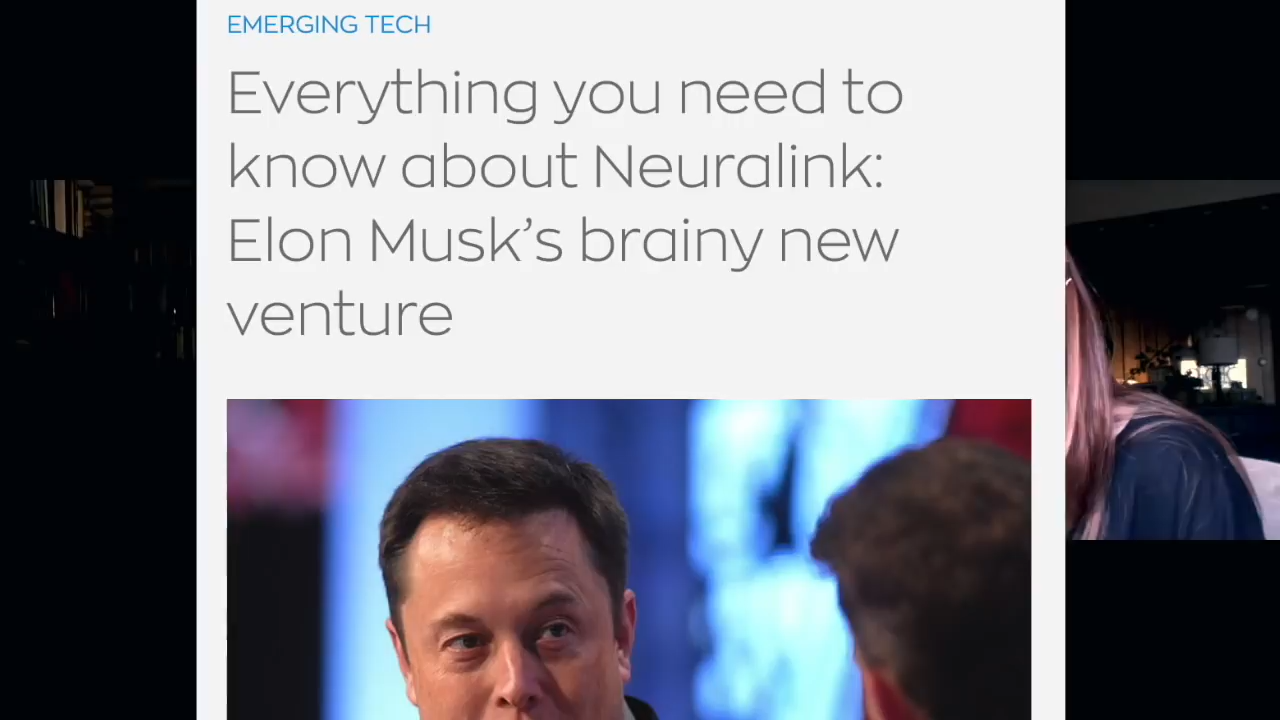 EMERGING TECH
Everything you need to
know about Neuralink:
Elon Musk’s brainy new
venture